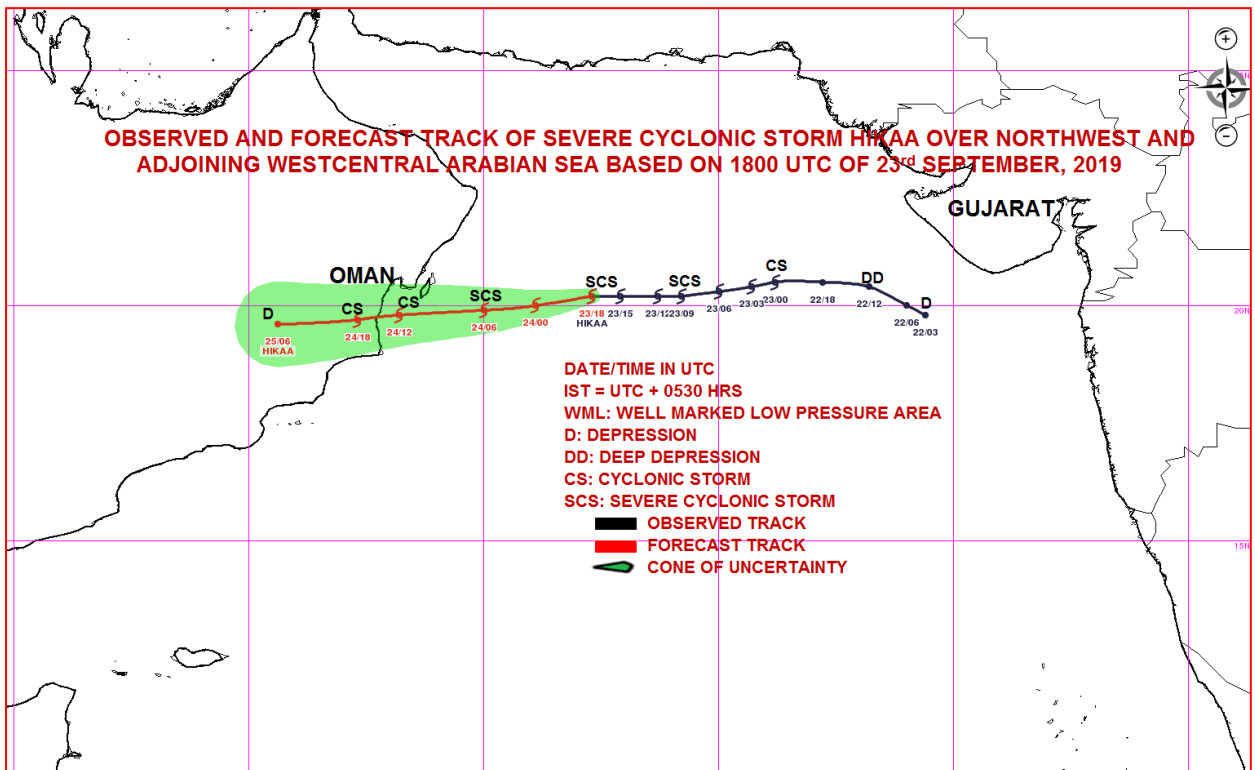 5N
OBSERVED AND FORECAST TRACK OF SEVERE CYCLONIC STORM HIKAA OVER NORTHWEST AND
ADJOINING WESTCENTRAL ARABIAN SEA BASED ON 1800 UTC OF 23rd SEPTEMBER, 2019
GUJARAT
OMAN
SCS
SCS
CS
DD
D
D
CS
CS
SCS
25/06
HIKAA
24/18
24/12
24/06
24/00
23/18
HIKAA
23/15
23/12
23/09
23/06
23/03
23/00
22/18
22/12
22/06
22/03
20N
DATE/TIME IN UTC
IST = UTC + 0530 HRS
WML: WELL MARKED LOW PRESSURE AREA
D: DEPRESSION
DD: DEEP DEPRESSION
CS: CYCLONIC STORM
SCS: SEVERE CYCLONIC STORM
OBSERVED TRACK
FORECAST TRACK
CONE OF UNCERTAINTY
15N